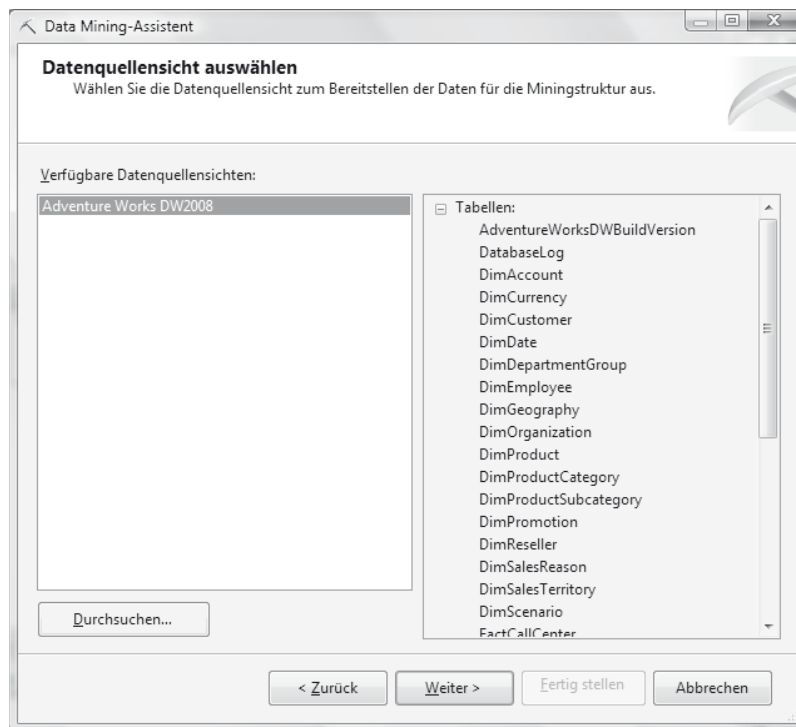 Data Mining-Assistent
Datenquellensicht auswählen
Wählen Sie die Datenquellensicht zum Bereitstellen der Daten für die Miningstruktur aus.
Verfügbare Datenquellensichten:
Adventure Works DW2008
Tabellen:
AdventureWorksDWBuildVersion
DatabaseLog
DimAccount
DimCurrency
DimCustomer
DimDate
DimDepartmentGroup
DimEmployee
DimGeography
DimOrganization
DimProduct
DimProductCategory
DimProductSubcategory
DimPromotion
DimReseller
DimSalesReason
DimSalesTerritory
DimScenario
FactCallCenter
Durchsuchen...
< Zurück
Weiter >
Fertig stellen
Abbrechen